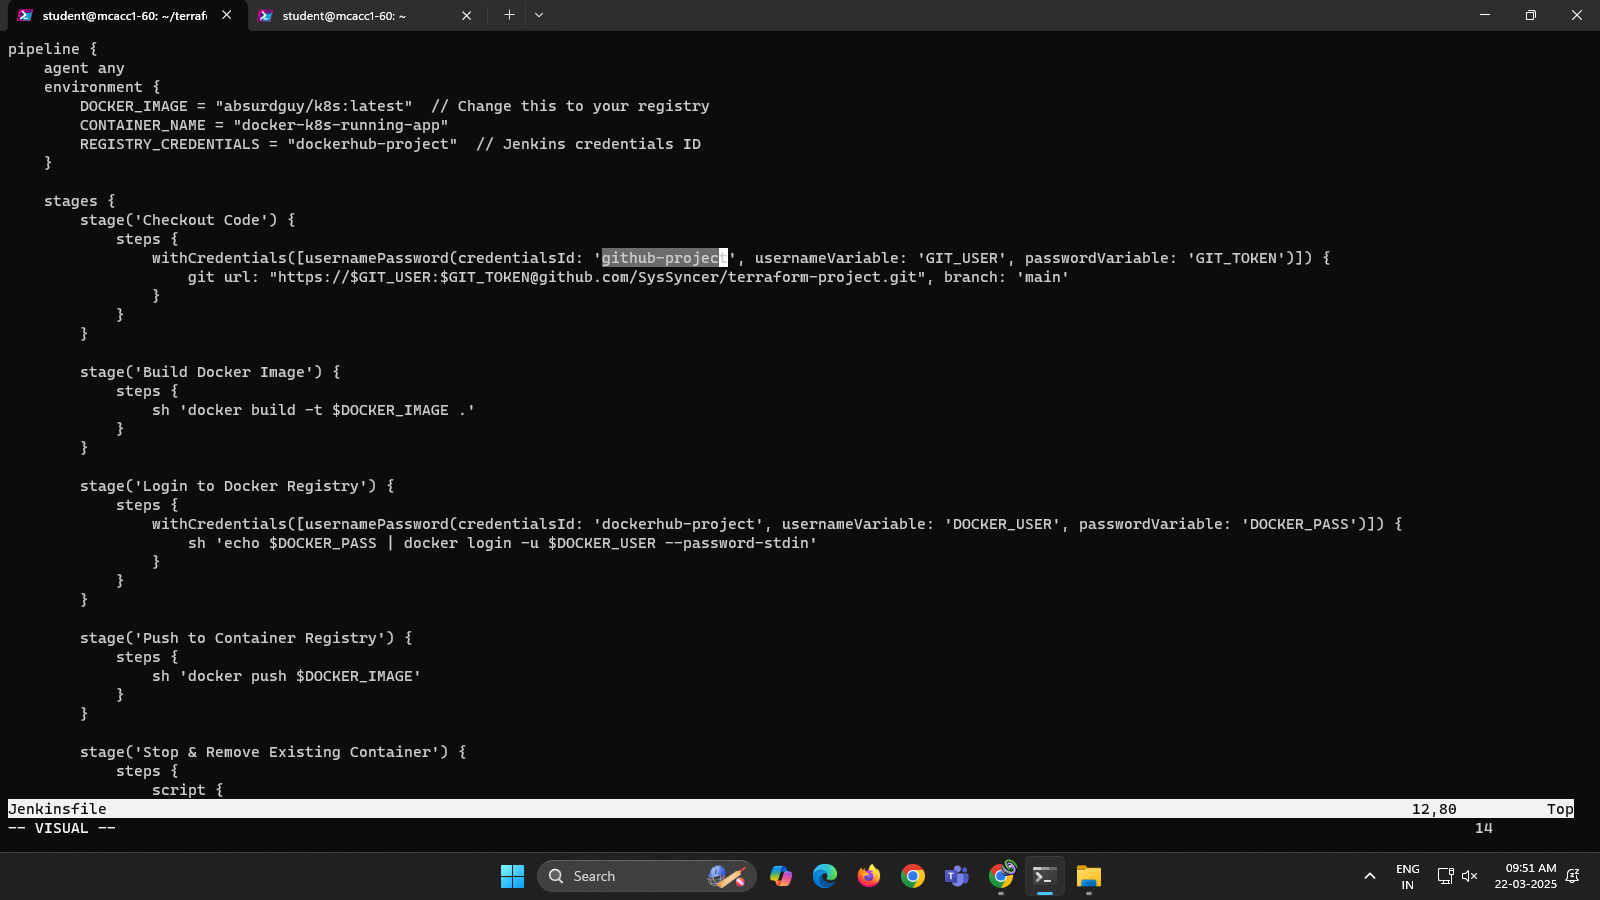 student@mcacc1-60: ~/terraf
student@mcacc1-60: ~
pipeline {
    agent any
    environment {
        DOCKER_IMAGE = "absurdguy/k8s:latest"  // Change this to your registry
        CONTAINER_NAME = "docker-k8s-running-app"
        REGISTRY_CREDENTIALS = "dockerhub-project"  // Jenkins credentials ID
    }
    stages {
        stage('Checkout Code') {
            steps {
                withCredentials([usernamePassword(credentialsId: 'github-project', usernameVariable: 'GIT_USER', passwordVariable: 'GIT_TOKEN')]) {
                    git url: "https://$GIT_USER:$GIT_TOKEN@github.com/SysSyncer/terraform-project.git", branch: 'main'
                }
            }
        }
        stage('Build Docker Image') {
            steps {
                sh 'docker build -t $DOCKER_IMAGE .'
            }
        }
        stage('Login to Docker Registry') {
            steps {
                withCredentials([usernamePassword(credentialsId: 'dockerhub-project', usernameVariable: 'DOCKER_USER', passwordVariable: 'DOCKER_PASS')]) {
                    sh 'echo $DOCKER_PASS | docker login -u $DOCKER_USER --password-stdin'
                }
            }
        }
        stage('Push to Container Registry') {
            steps {
                sh 'docker push $DOCKER_IMAGE'
            }
        }
        stage('Stop & Remove Existing Container') {
            steps {
                script {
Jenkinsfile 12,80 Top
-- VISUAL -- 14
Search
ENG
IN
09:51 AM
22-03-2025